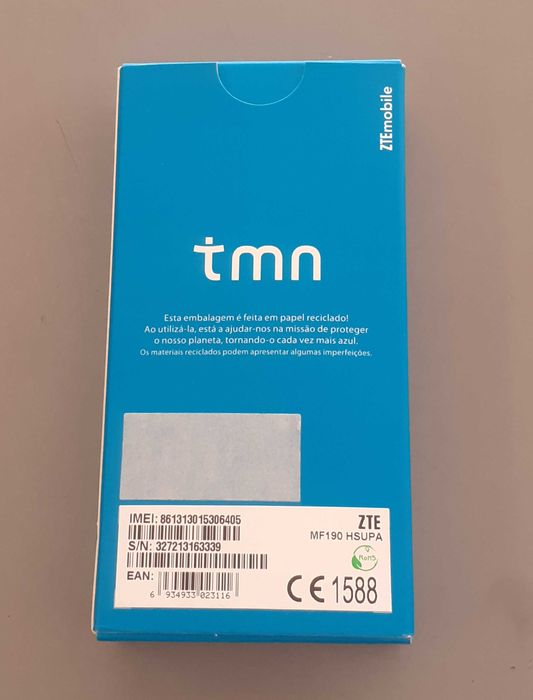 ZTEmobile
tmn
Esta embalagem é feita em papel reciclado!
Ao utilizá-la, está a ajudar-nos na missão de proteger
o nosso planeta, tornando-o cada vez mais azul.
Os materiais reciclados podem apresentar algumas imperfeições.
IMEI: 861313015306405
ZTE
MF190 HSUPA
S/N: 327213163339
RoHS
EAN:
6 934933 023116
CE 1588